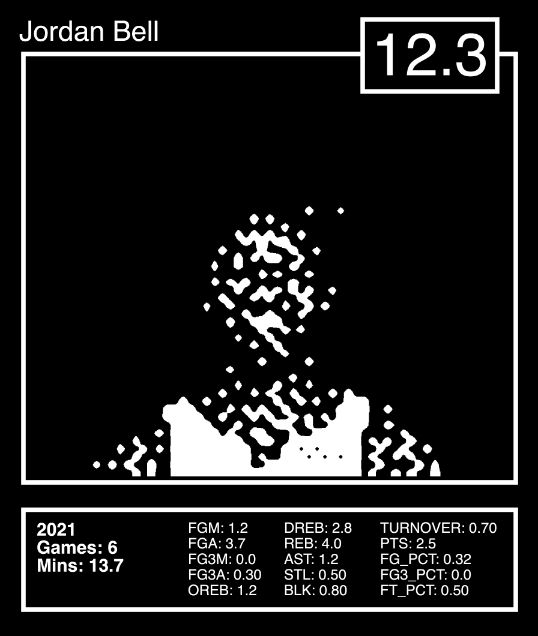 Jordan Bell
12.3
2021
Games: 6
Mins: 13.7
FGM: 1.2
FGA: 3.7
FG3M: 0.0
FG3A: 0.30
OREB: 1.2
DREB: 2.8
REB: 4.0
AST: 1.2
STL: 0.50
BLK: 0.80
TURNOVER: 0.70
PTS: 2.5
FG_PCT: 0.32
FG3_PCT: 0.0
FT_PCT: 0.50